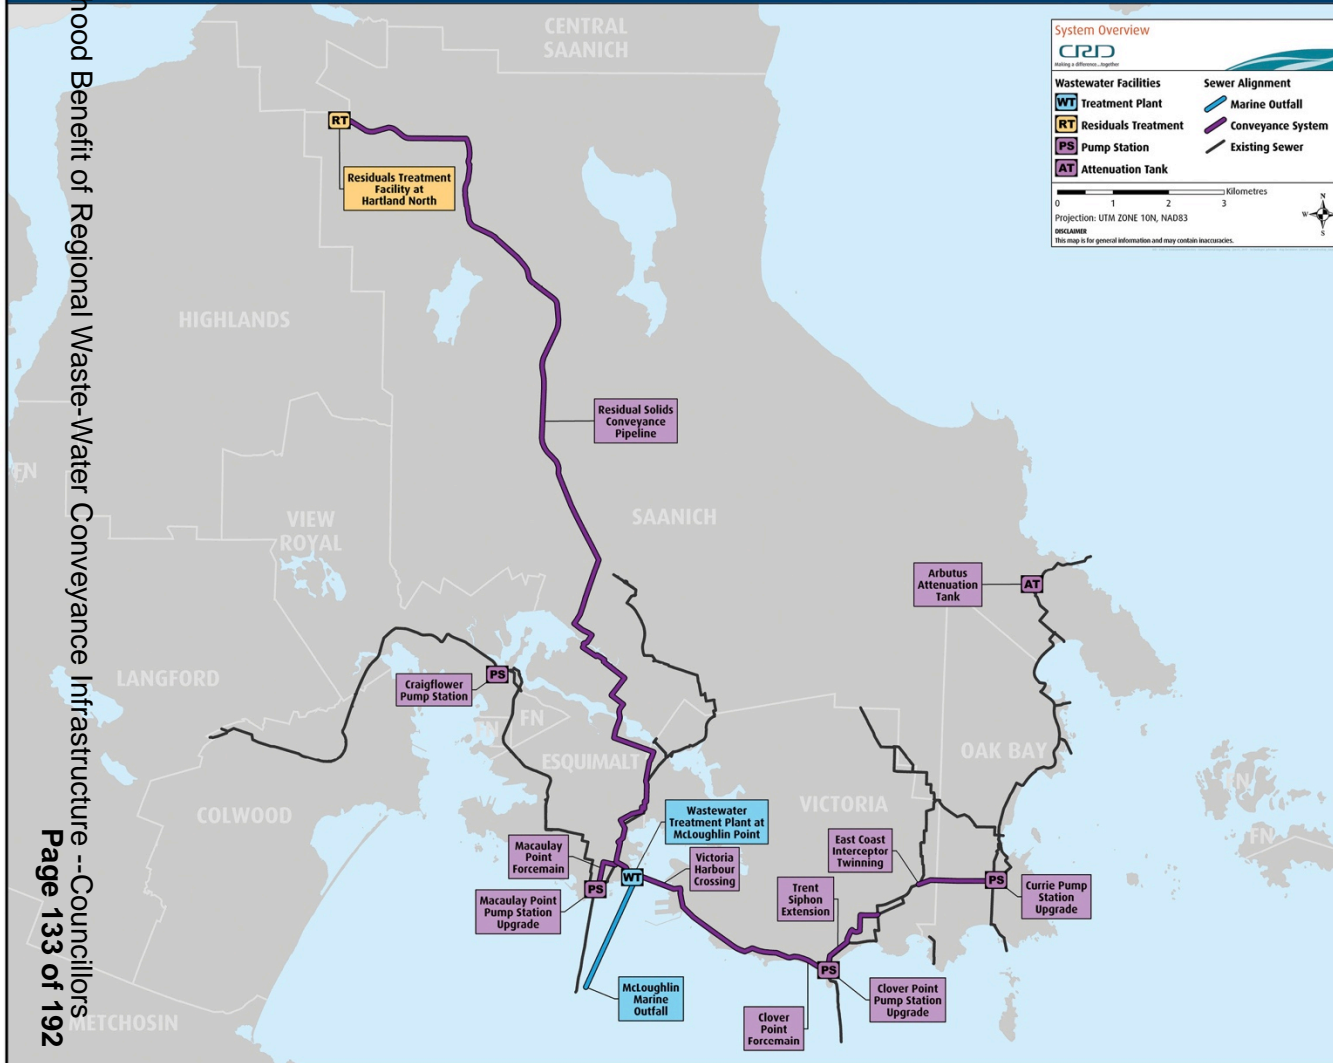 hood Benefit of Regional Waste-Water Conveyance Infrastructure --Councillors
Page 133 of 192
System Overview
CRD
Making a difference...together
Wastewater Facilities
WT Treatment Plant
RT Residuals Treatment
PS Pump Station
AT Attenuation Tank
Sewer Alignment
Marine Outfall
Conveyance System
Existing Sewer
Kilometres
0 1 2 3
Projection: UTM ZONE 10N, NAD83
DISCLAIMER
This map is for general information and may contain inaccuracies.
N
W
S
CENTRAL
SAANICH
RT
Residuals Treatment
Facility at
Hartland North
HIGHLANDS
Residual Solids
Conveyance
Pipeline
FN
VIEW
ROYAL
SAANICH
Arbutus
Attenuation
Tank
AT
LANGFORD
Craigflower
Pump Station
PS
FN
FN
ESQUIMALT
OAK BAY
COLWOOD
VICTORIA
FN
FN
Wastewater
Treatment Plant at
McLoughlin Point
Macaulay
Point
Forcemain
WT
Victoria
Harbour
Crossing
East Coast
Interceptor
Twinning
PS
Macaulay Point
Pump Station
Upgrade
Trent
Siphon
Extension
PS
Currie Pump
Station
Upgrade
PS
McLoughlin
Marine
Outfall
Clover Point
Pump Station
Upgrade
Clover
Point
Forcemain
METCHOSIN